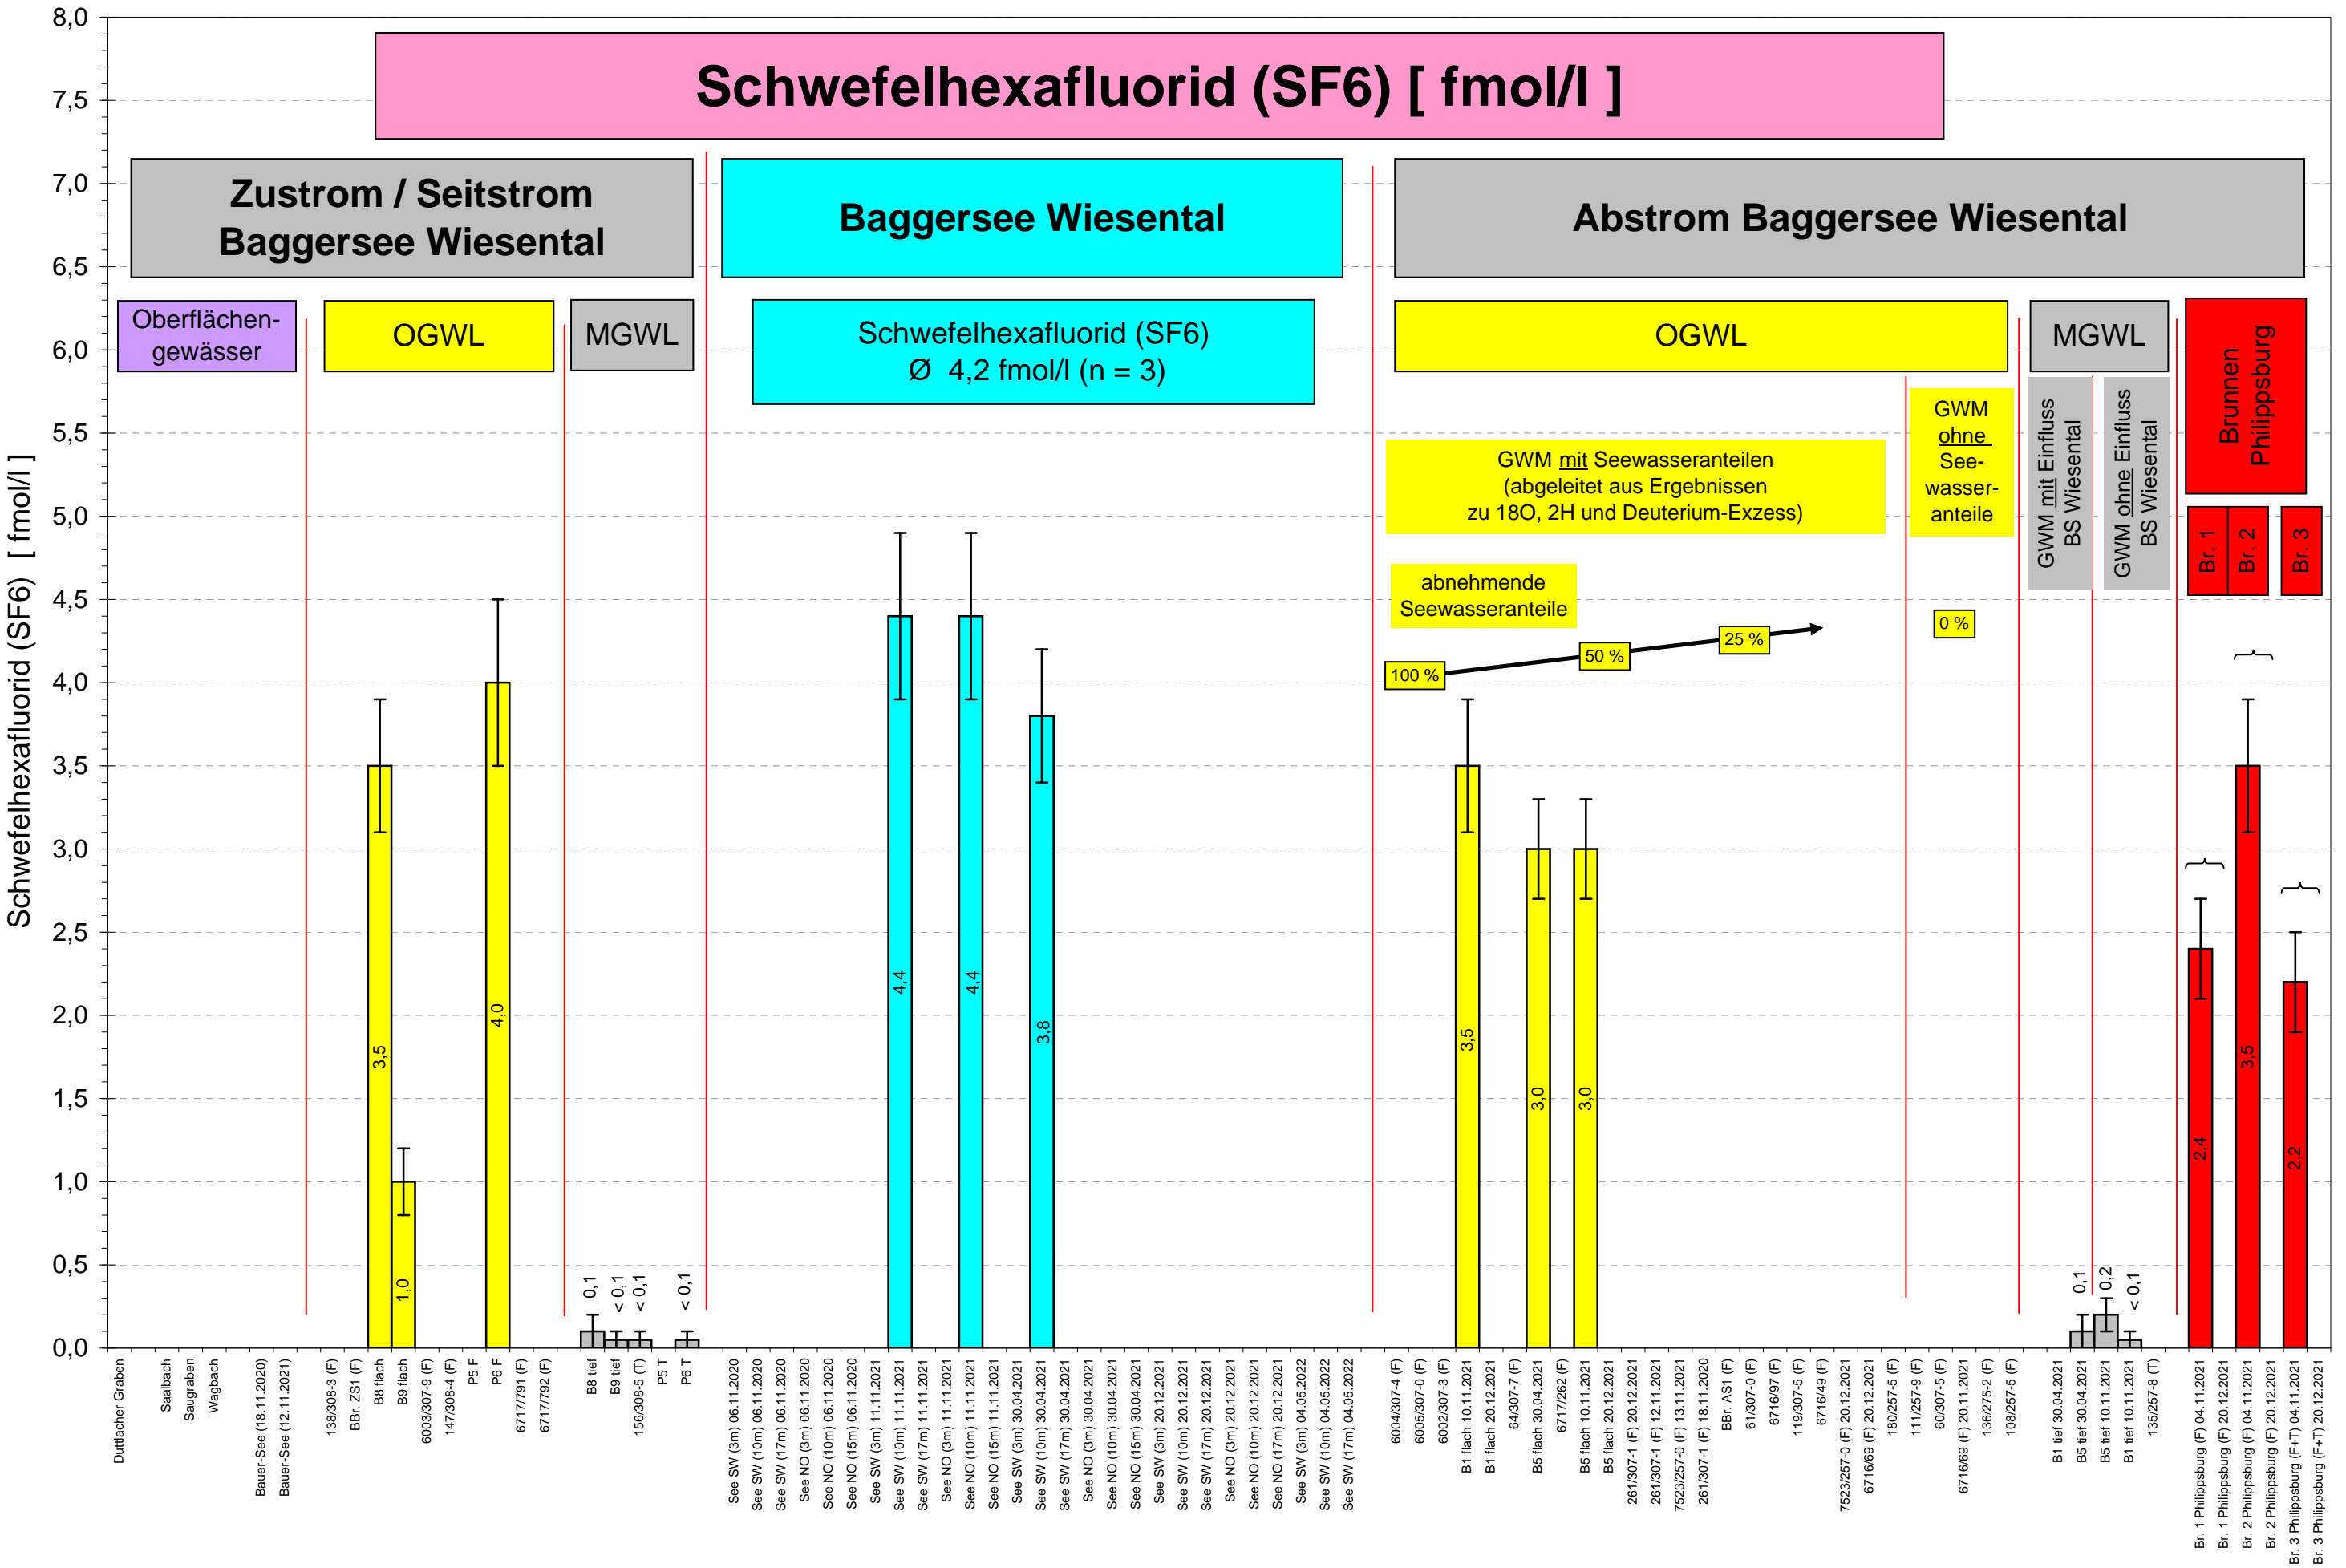 Schwefelhexafluorid (SF6) [ fmol/l ]
Zustrom / Seitstrom
Baggersee Wiesental
Baggersee Wiesental
Abstrom Baggersee Wiesental
Oberflächen-
gewässer
OGWL
MGWL
Schwefelhexafluorid (SF6)
Ø 4,2 fmol/l (n = 3)
OGWL
MGWL
Brunnen
Philippsburg
GWM mit Seewasseranteilen
(abgeleitet aus Ergebnissen
zu 18O, 2H und Deuterium-Exzess)
GWM
ohne
See-
wasser-
anteile
GWM mit Einfluss
BS Wiesental
GWM ohne Einfluss
BS Wiesental
Br. 1
Br. 2
Br. 3
abnehmende
Seewasseranteile
100 %
50 %
25 %
0 %
Schwefelhexafluorid (SF6) [ fmol/l ]
8,0
7,5
7,0
6,5
6,0
5,5
5,0
4,5
4,0
3,5
3,0
2,5
2,0
1,5
1,0
0,5
0,0
3,5
1,0
4,0
0,1
< 0,1
< 0,1
< 0,1
4,4
4,4
3,8
3,5
3,0
3,0
0,1
0,2
< 0,1
2,4
3,5
2,2
Duttlacher Graben
Saalbach
Saugraben
Wagbach
Bauer-See (18.11.2020)
Bauer-See (12.11.2021)
138/308-3 (F)
BBr. ZS1 (F)
B8 flach
B9 flach
6003/307-9 (F)
147/308-4 (F)
P5 F
P6 F
6717/791 (F)
6717/792 (F)
B8 tief
B9 tief
156/308-5 (T)
P5 T
P6 T
See SW (3m) 06.11.2020
See SW (10m) 06.11.2020
See SW (17m) 06.11.2020
See NO (3m) 06.11.2020
See NO (10m) 06.11.2020
See NO (15m) 06.11.2020
See SW (3m) 11.11.2021
See SW (10m) 11.11.2021
See SW (17m) 11.11.2021
See NO (3m) 11.11.2021
See NO (10m) 11.11.2021
See NO (15m) 11.11.2021
See SW (3m) 30.04.2021
See SW (10m) 30.04.2021
See SW (17m) 30.04.2021
See NO (3m) 30.04.2021
See NO (10m) 30.04.2021
See NO (15m) 30.04.2021
See SW (3m) 20.12.2021
See SW (10m) 20.12.2021
See SW (17m) 20.12.2021
See NO (3m) 20.12.2021
See NO (10m) 20.12.2021
See NO (17m) 20.12.2021
See SW (3m) 04.05.2022
See SW (10m) 04.05.2022
See SW (17m) 04.05.2022
6004/307-4 (F)
6005/307-0 (F)
6002/307-3 (F)
B1 flach 10.11.2021
B1 flach 20.12.2021
64/307-7 (F)
B5 flach 30.04.2021
6717/262 (F)
B5 flach 10.11.2021
B5 flach 20.12.2021
261/307-1 (F) 20.12.2021
261/307-1 (F) 12.11.2021
7523/257-0 (F) 13.11.2021
261/307-1 (F) 18.11.2020
BBr. AS1 (F)
61/307-0 (F)
6716/97 (F)
119/307-5 (F)
6716/49 (F)
7523/257-0 (F) 20.12.2021
6716/69 (F) 20.12.2021
180/257-5 (F)
111/257-9 (F)
60/307-5 (F)
6716/69 (F) 20.11.2021
136/275-2 (F)
108/257-5 (F)
B1 tief 30.04.2021
B5 tief 30.04.2021
B5 tief 10.11.2021
B1 tief 10.11.2021
135/257-8 (T)
Br. 1 Philippsburg (F) 04.11.2021
Br. 1 Philippsburg (F) 20.12.2021
Br. 2 Philippsburg (F) 04.11.2021
Br. 2 Philippsburg (F) 20.12.2021
Br. 3 Philippsburg (F+T) 04.11.2021
Br. 3 Philippsburg (F+T) 20.12.2021